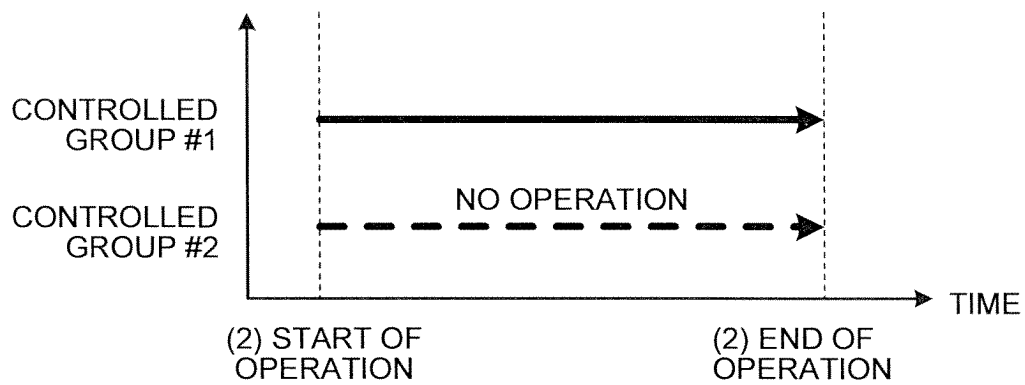 CONTROLLED
GROUP #1
NO OPERATION
CONTROLLED
GROUP #2
TIME
(2) START OF
OPERATION
(2) END OF
OPERATION